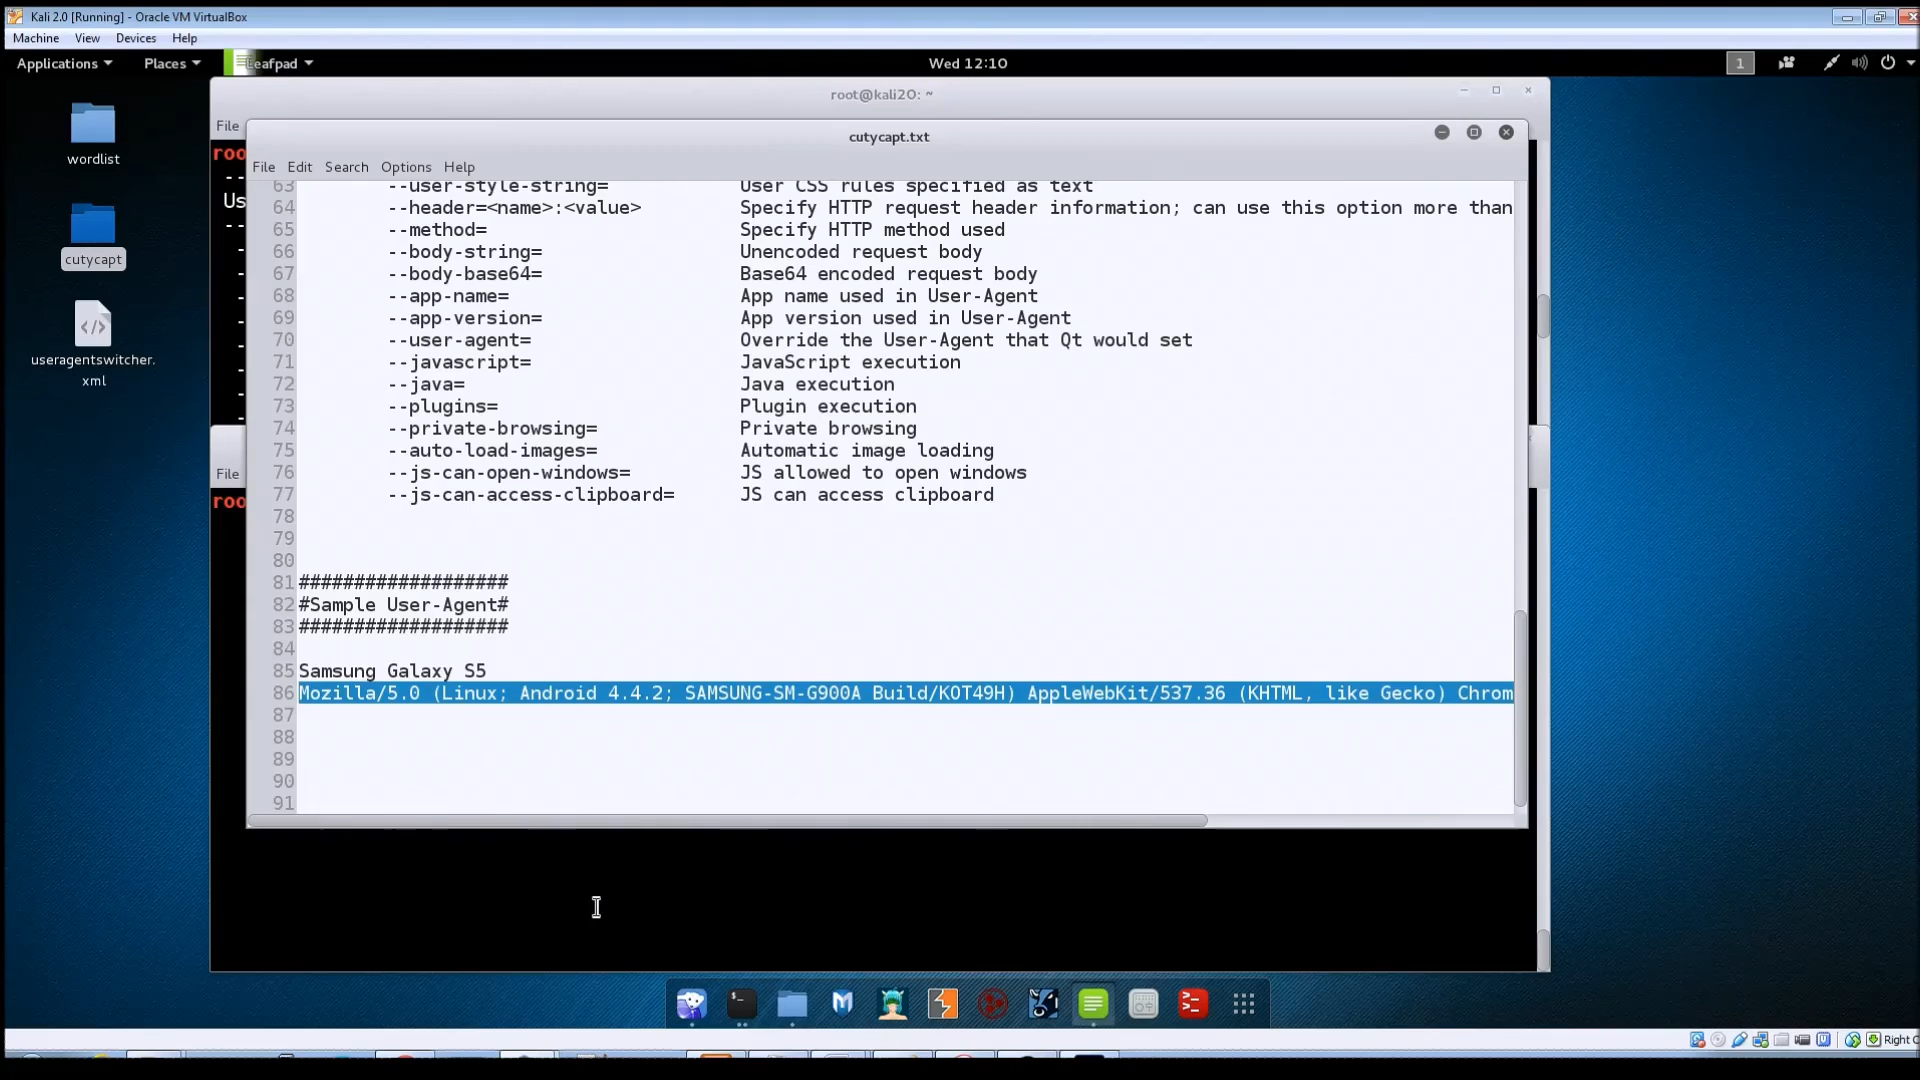 Kali 2.0 [Running] - Oracle VM VirtualBox
Machine View Devices Help
Applications Places Leafpad Wed 12:10 1
root@kali20: ~
wordlist
cutycapt
useragentswitcher.
xml
File
roo
--
Us
--
-
-
-
-
-
-
File
roo
cutycapt.txt
File Edit Search Options Help
63 --user-style-string= User CSS rules specified as text
64 --header=<name>:<value> Specify HTTP request header information; can use this option more than
65 --method= Specify HTTP method used
66 --body-string= Unencoded request body
67 --body-base64= Base64 encoded request body
68 --app-name= App name used in User-Agent
69 --app-version= App version used in User-Agent
70 --user-agent= Override the User-Agent that Qt would set
71 --javascript= JavaScript execution
72 --java= Java execution
73 --plugins= Plugin execution
74 --private-browsing= Private browsing
75 --auto-load-images= Automatic image loading
76 --js-can-open-windows= JS allowed to open windows
77 --js-can-access-clipboard= JS can access clipboard
78
79
80
81 ###################
82 #Sample User-Agent#
83 ###################
84
85 Samsung Galaxy S5
86 Mozilla/5.0 (Linux; Android 4.4.2; SAMSUNG-SM-G900A Build/KOT49H) AppleWebKit/537.36 (KHTML, like Gecko) Chrom
87
88
89
90
91
Right C